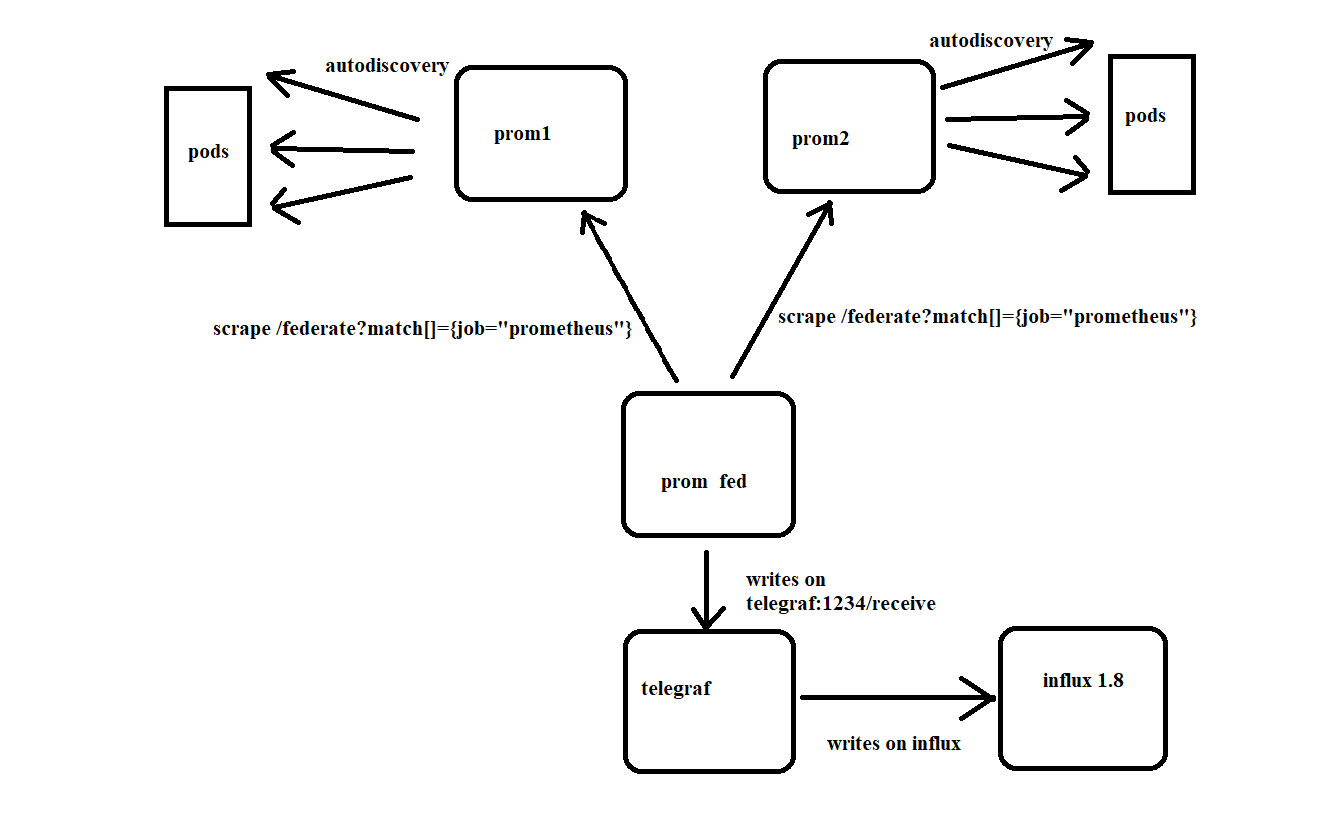 autodiscovery
autodiscovery
pods
prom1
prom2
pods
scrape /federate?match[]={job="prometheus"}
scrape /federate?match[]={job="prometheus"}
prom fed
writes on
telegraf:1234/receive
telegraf
influx 1.8
writes on influx